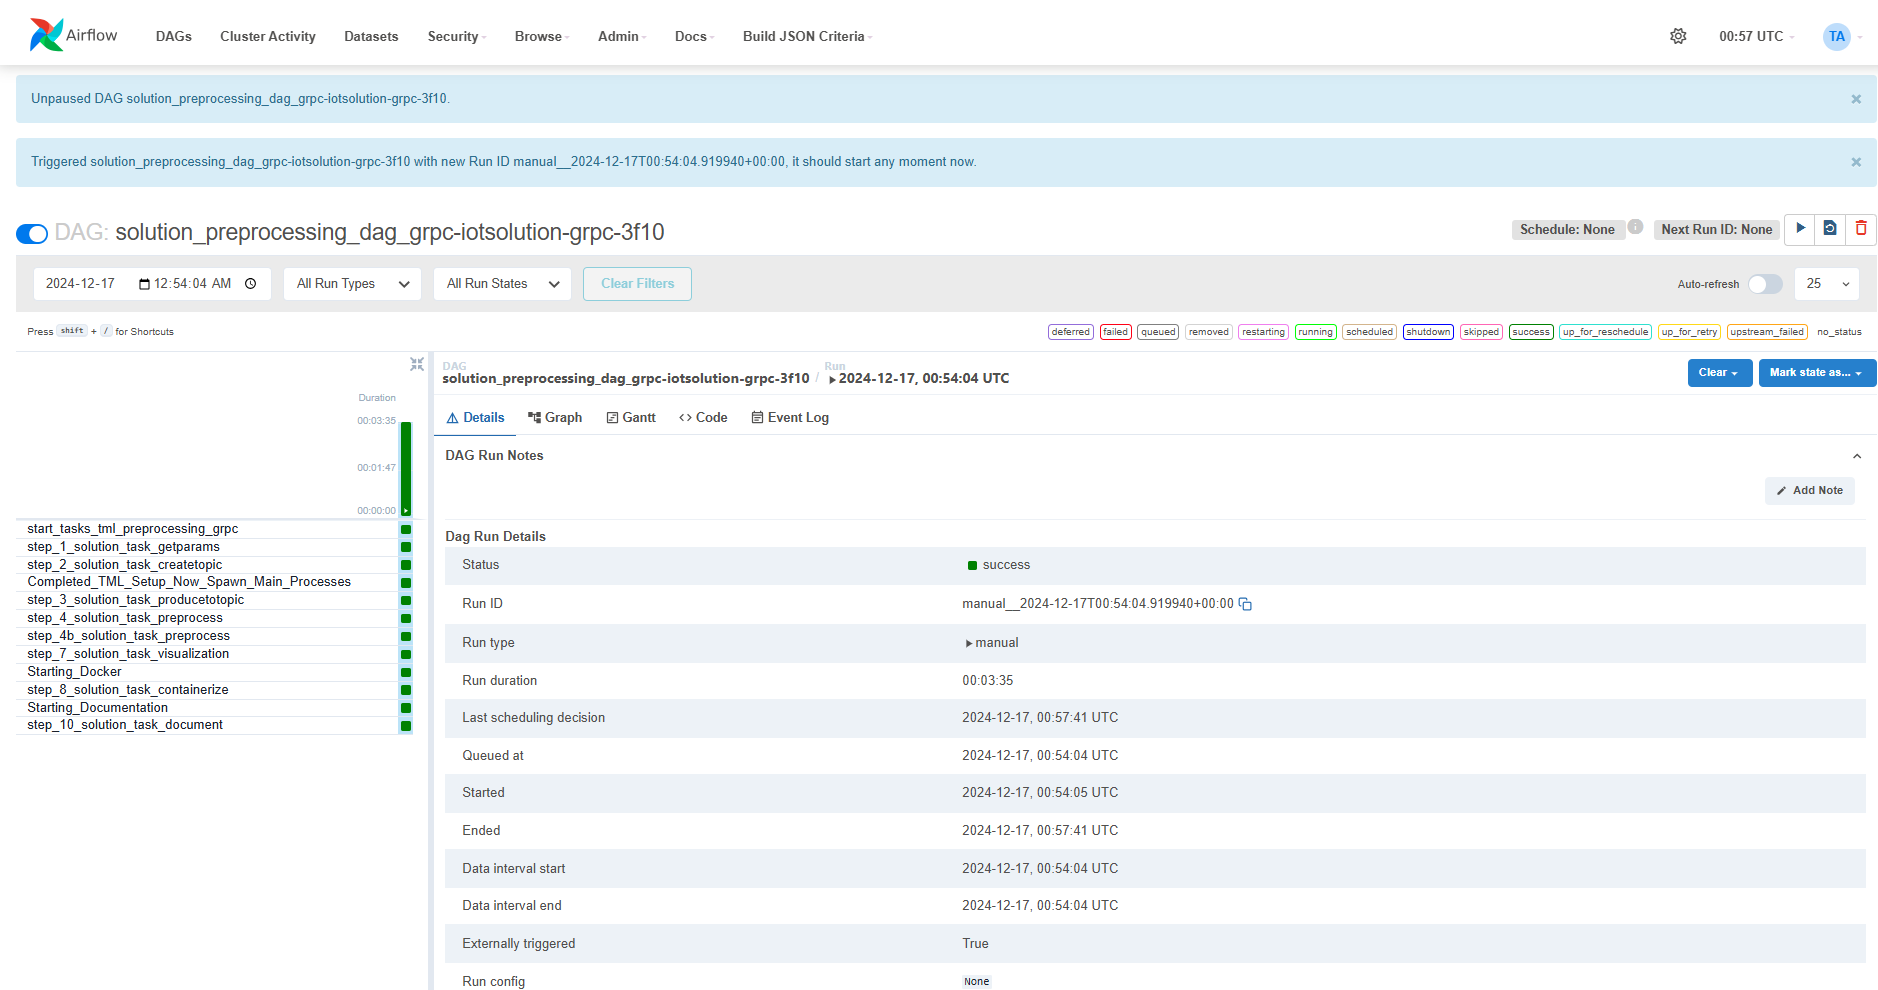 Airflow DAGs Cluster Activity Datasets Security Browse Admin Docs Build JSON Criteria 00:57 UTC TA
Unpaused DAG solution_preprocessing_dag_grpc-iotsolution-grpc-3f10. ×
Triggered solution_preprocessing_dag_grpc-iotsolution-grpc-3f10 with new Run ID manual__2024-12-17T00:54:04.919940+00:00, it should start any moment now. ×
DAG: solution_preprocessing_dag_grpc-iotsolution-grpc-3f10 Schedule: None i Next Run ID: None
2024-12-17 12:54:04 AM All Run Types All Run States Clear Filters Auto-refresh 25
Press shift + / for Shortcuts deferred failed queued removed restarting running scheduled shutdown skipped success up_for_reschedule up_for_retry upstream_failed no_status
Duration
00:03:35
00:01:47
00:00:00
start_tasks_tml_preprocessing_grpc
step_1_solution_task_getparams
step_2_solution_task_createtopic
Completed_TML_Setup_Now_Spawn_Main_Processes
step_3_solution_task_producetotopic
step_4_solution_task_preprocess
step_4b_solution_task_preprocess
step_7_solution_task_visualization
Starting_Docker
step_8_solution_task_containerize
Starting_Documentation
step_10_solution_task_document
DAG Run
solution_preprocessing_dag_grpc-iotsolution-grpc-3f10 / 2024-12-17, 00:54:04 UTC Clear Mark state as...
Details Graph Gantt Code Event Log
DAG Run Notes
Add Note
Dag Run Details
Status success
Run ID manual__2024-12-17T00:54:04.919940+00:00
Run type manual
Run duration 00:03:35
Last scheduling decision 2024-12-17, 00:57:41 UTC
Queued at 2024-12-17, 00:54:04 UTC
Started 2024-12-17, 00:54:05 UTC
Ended 2024-12-17, 00:57:41 UTC
Data interval start 2024-12-17, 00:54:04 UTC
Data interval end 2024-12-17, 00:54:04 UTC
Externally triggered True
Run config None